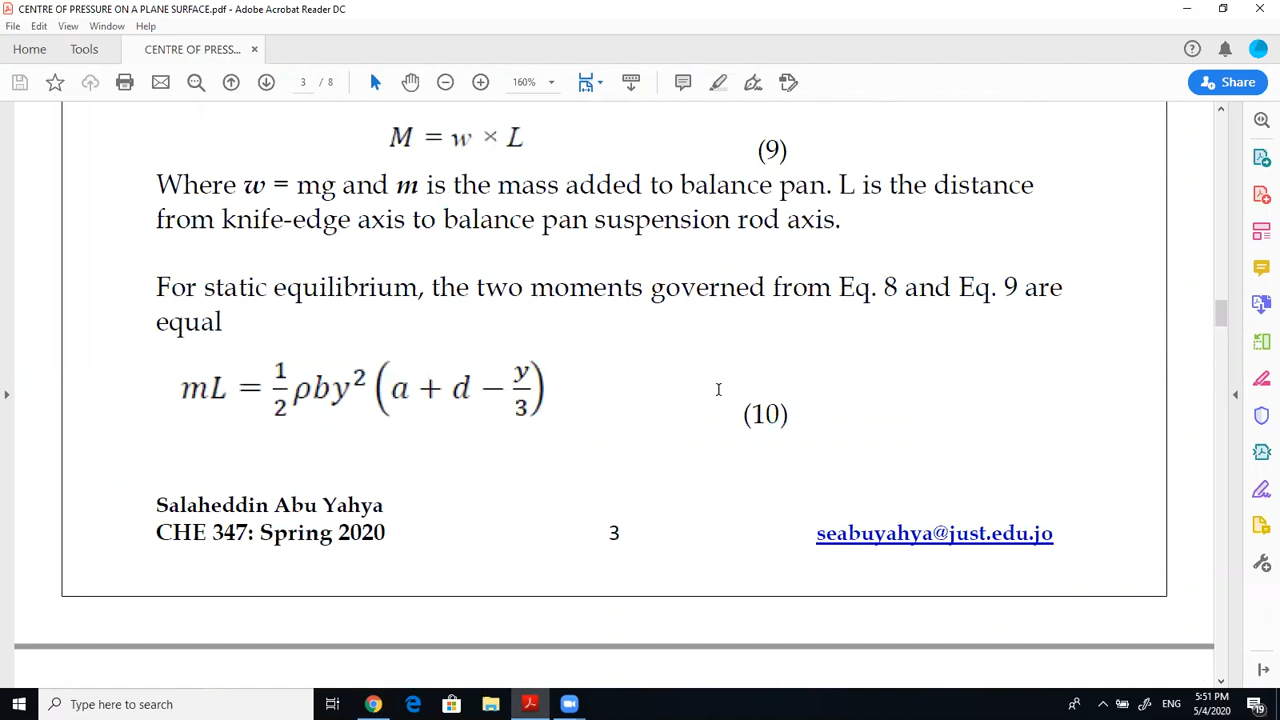 CENTRE OF PRESSURE ON A PLANE SURFACE.pdf - Adobe Acrobat Reader DC
File Edit View Window Help
Home Tools CENTRE OF PRESS... ×
3 / 8 160% Share
M = w × L
(9)
Where w = mg and m is the mass added to balance pan. L is the distance
from knife-edge axis to balance pan suspension rod axis.
For static equilibrium, the two moments governed from Eq. 8 and Eq. 9 are
equal
mL = 1/2 ρby² (a + d − y/3)
(10)
Salaheddin Abu Yahya
CHE 347: Spring 2020 3 seabuyahya@just.edu.jo
Type here to search
ENG
5:51 PM
5/4/2020
19